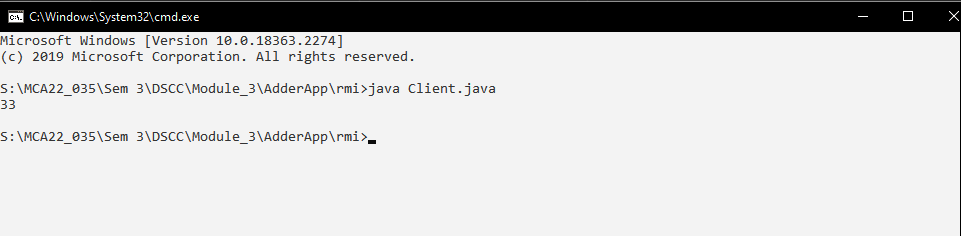 C:\Windows\System32\cmd.exe
Microsoft Windows [Version 10.0.18363.2274]
(c) 2019 Microsoft Corporation. All rights reserved.
S:\MCA22_035\Sem 3\DSCC\Module_3\AdderApp\rmi>java Client.java
33
S:\MCA22_035\Sem 3\DSCC\Module_3\AdderApp\rmi>